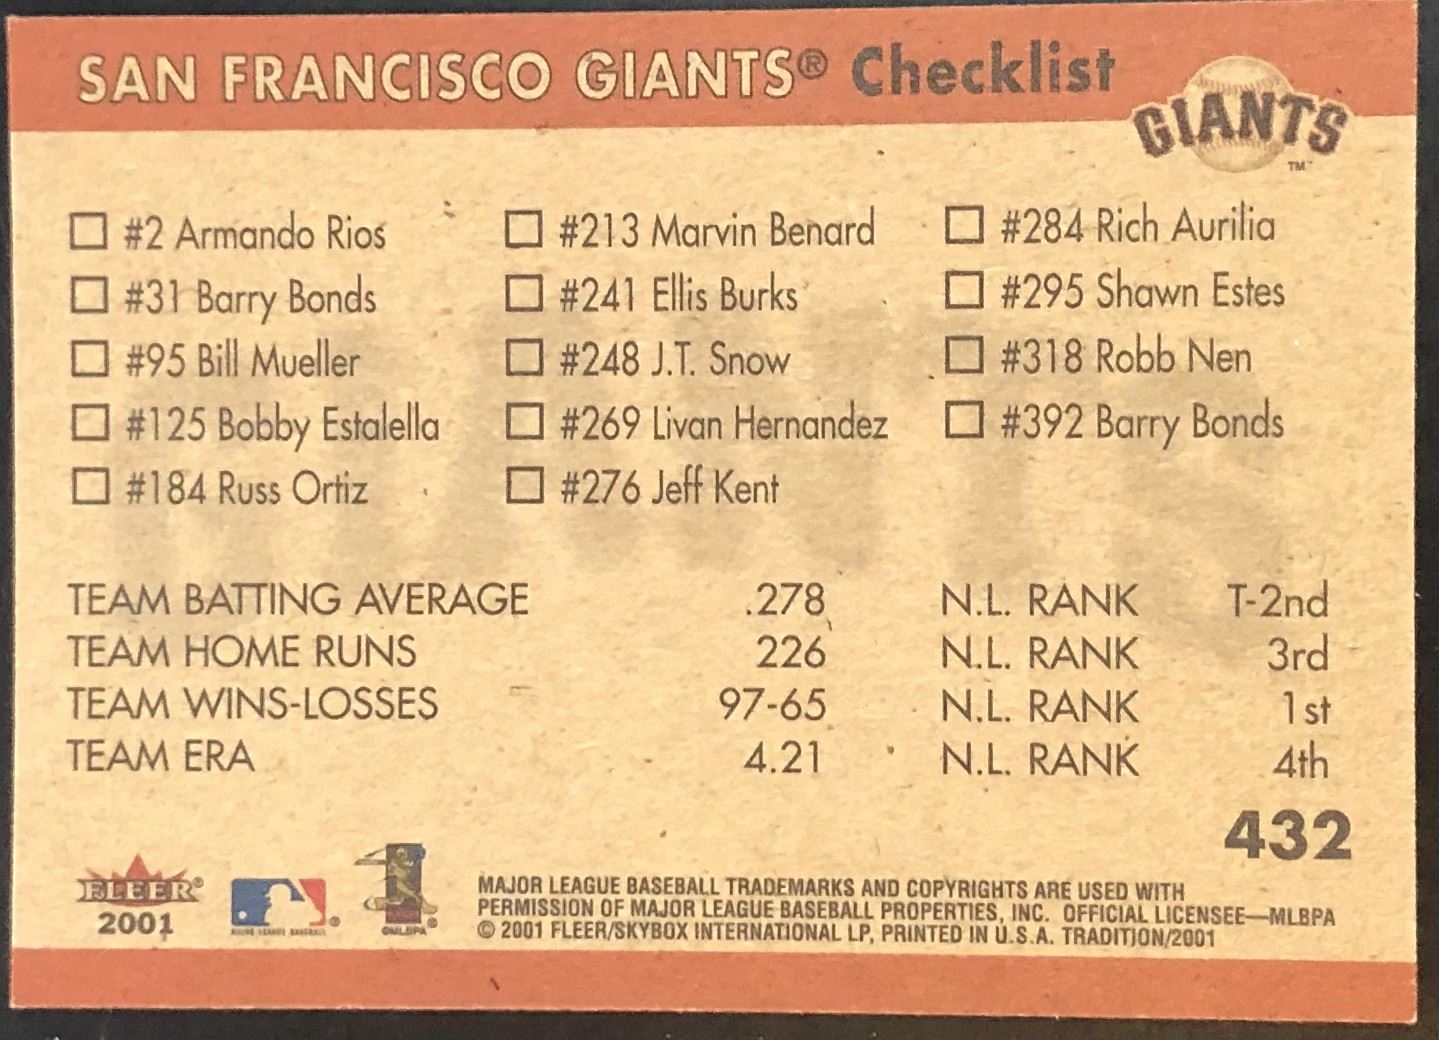 SAN FRANCISCO GIANTS® Checklist
GIANTS
TM
#2 Armando Rios
#31 Barry Bonds
#95 Bill Mueller
#125 Bobby Estalella
#184 Russ Ortiz
#213 Marvin Benard
#241 Ellis Burks
#248 J.T. Snow
#269 Livan Hernandez
#276 Jeff Kent
#284 Rich Aurilia
#295 Shawn Estes
#318 Robb Nen
#392 Barry Bonds
TEAM BATTING AVERAGE .278 N.L. RANK T-2nd
TEAM HOME RUNS 226 N.L. RANK 3rd
TEAM WINS-LOSSES 97-65 N.L. RANK 1st
TEAM ERA 4.21 N.L. RANK 4th
432
FLEER®
2001
MAJOR LEAGUE BASEBALL
®
©MLBPA
MAJOR LEAGUE BASEBALL TRADEMARKS AND COPYRIGHTS ARE USED WITH
PERMISSION OF MAJOR LEAGUE BASEBALL PROPERTIES, INC. OFFICIAL LICENSEE—MLBPA
© 2001 FLEER/SKYBOX INTERNATIONAL LP, PRINTED IN U.S.A. TRADITION/2001